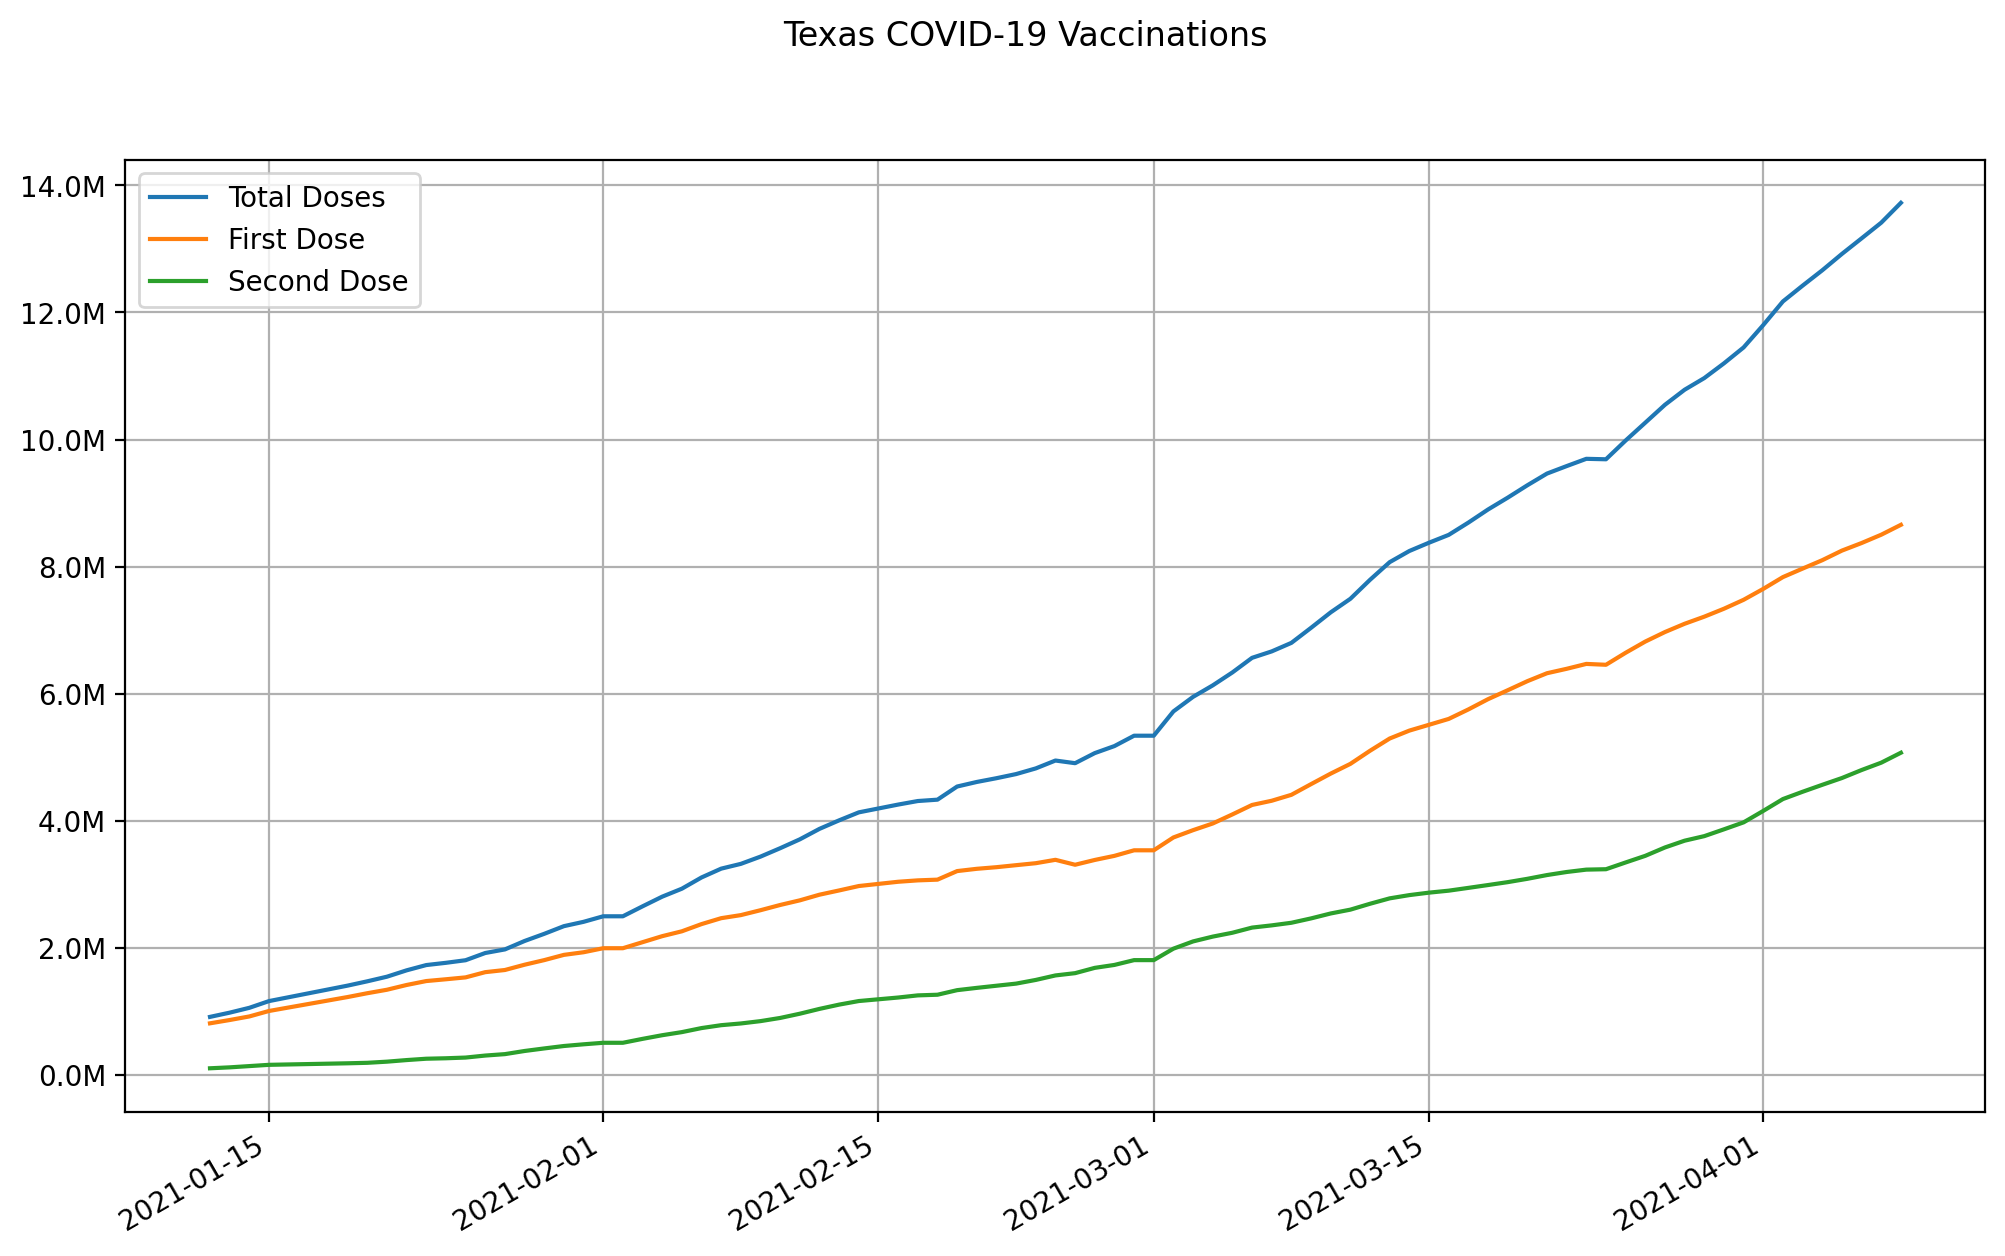 Texas COVID-19 Vaccinations
14.0M
12.0M
10.0M
8.0M
6.0M
4.0M
2.0M
0.0M
Total Doses
First Dose
Second Dose
2021-01-15
2021-02-01
2021-02-15
2021-03-01
2021-03-15
2021-04-01